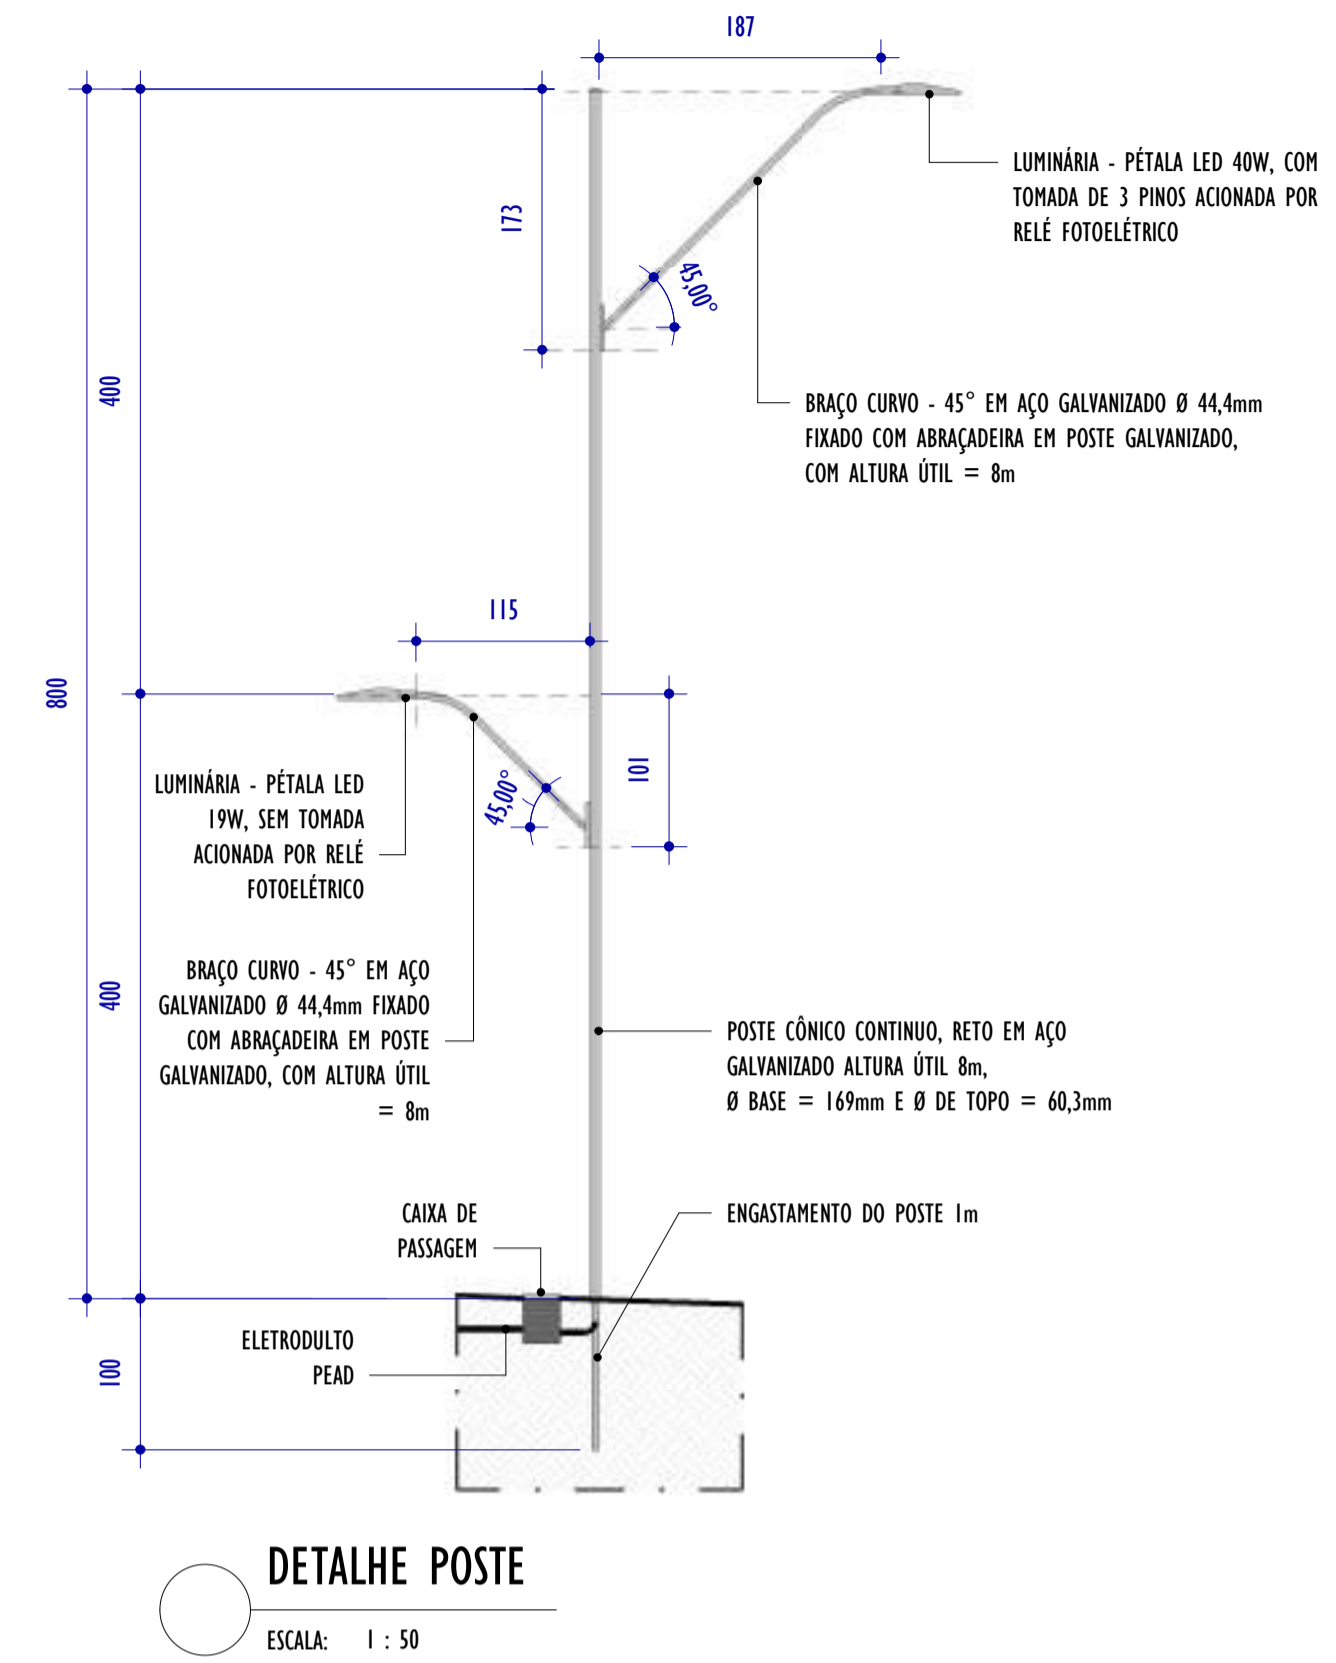 187
LUMINÁRIA - PÉTALA LED 40W, COM
TOMADA DE 3 PINOS ACIONADA POR
RELÉ FOTOELÉTRICO
173
45,00°
400
BRAÇO CURVO - 45° EM AÇO GALVANIZADO Ø 44,4mm
FIXADO COM ABRAÇADEIRA EM POSTE GALVANIZADO,
COM ALTURA ÚTIL = 8m
115
800
101
LUMINÁRIA - PÉTALA LED
19W, SEM TOMADA
ACIONADA POR RELÉ
FOTOELÉTRICO
45,00°
BRAÇO CURVO - 45° EM AÇO
GALVANIZADO Ø 44,4mm FIXADO
COM ABRAÇADEIRA EM POSTE
GALVANIZADO, COM ALTURA ÚTIL
= 8m
400
POSTE CÔNICO CONTINUO, RETO EM AÇO
GALVANIZADO ALTURA ÚTIL 8m,
Ø BASE = 169mm E Ø DE TOPO = 60,3mm
CAIXA DE
PASSAGEM
ENGASTAMENTO DO POSTE 1m
ELETRODULTO
PEAD
100
DETALHE POSTE
ESCALA: 1 : 50